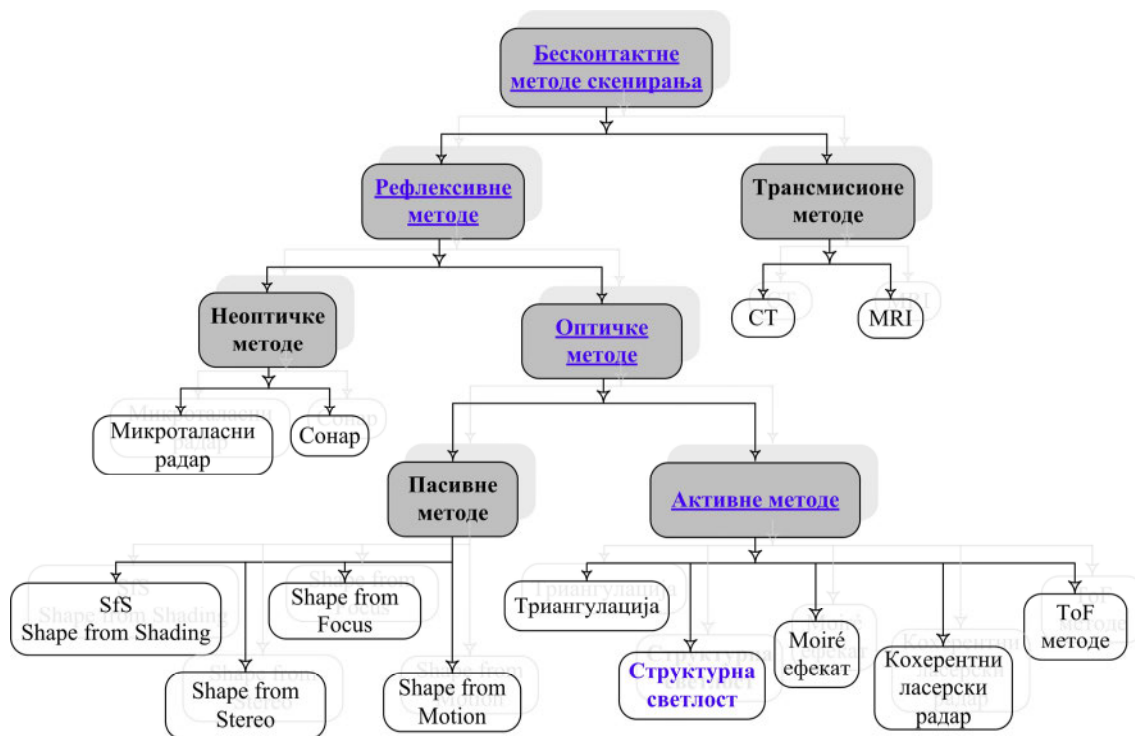 Бесконтактне
методе скенирања
Рефлексивне
методе
Трансмисионе
методе
Неоптичке
методе
Оптичке
методе
CT
MRI
Микроталасни
радар
Сонар
Пасивне
методе
Активне методе
SfS
Shape from Shading
Shape from
Stereo
Shape from
Focus
Shape from
Motion
Триангулација
Структурна
светлост
Moiré
ефекат
Кохерентни
ласерски
радар
ToF
методе